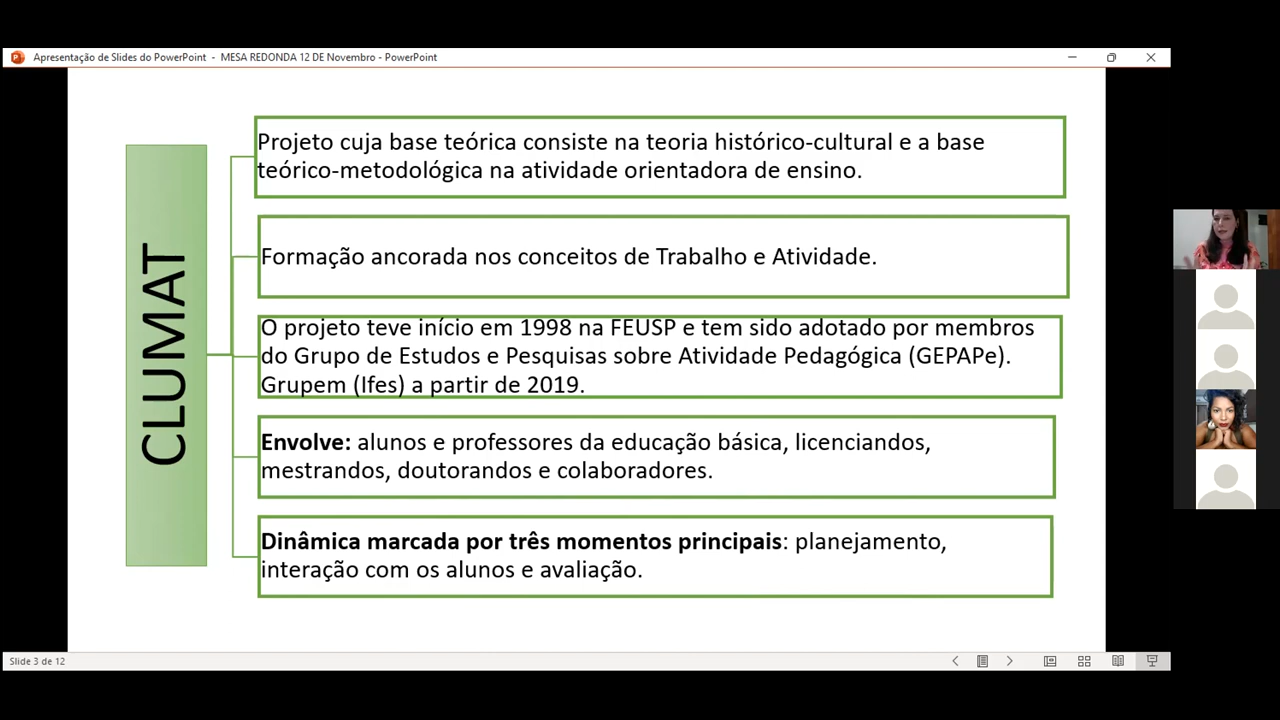 Apresentação de Slides do PowerPoint - MESA REDONDA 12 DE Novembro - PowerPoint
CLUMAT
Projeto cuja base teórica consiste na teoria histórico-cultural e a base
teórico-metodológica na atividade orientadora de ensino.
Formação ancorada nos conceitos de Trabalho e Atividade.
O projeto teve início em 1998 na FEUSP e tem sido adotado por membros
do Grupo de Estudos e Pesquisas sobre Atividade Pedagógica (GEPAPe).
Grupem (Ifes) a partir de 2019.
Envolve: alunos e professores da educação básica, licenciandos,
mestrandos, doutorandos e colaboradores.
Dinâmica marcada por três momentos principais: planejamento,
interação com os alunos e avaliação.
Slide 3 de 12